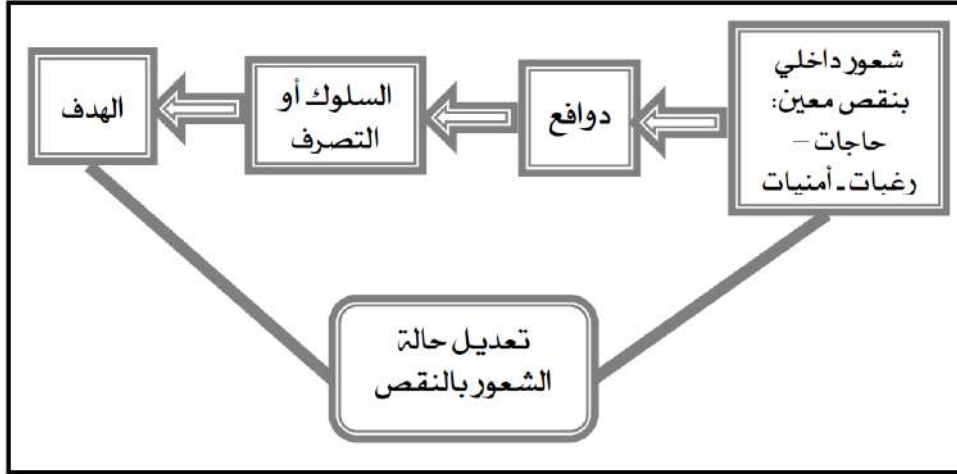 شعور داخلي
بنقص معين:
حاجات –
رغبات ـ أمنيات
دوافع
السلوك أو
التصرف
الهدف
تعديل حالة
الشعور بالنقص